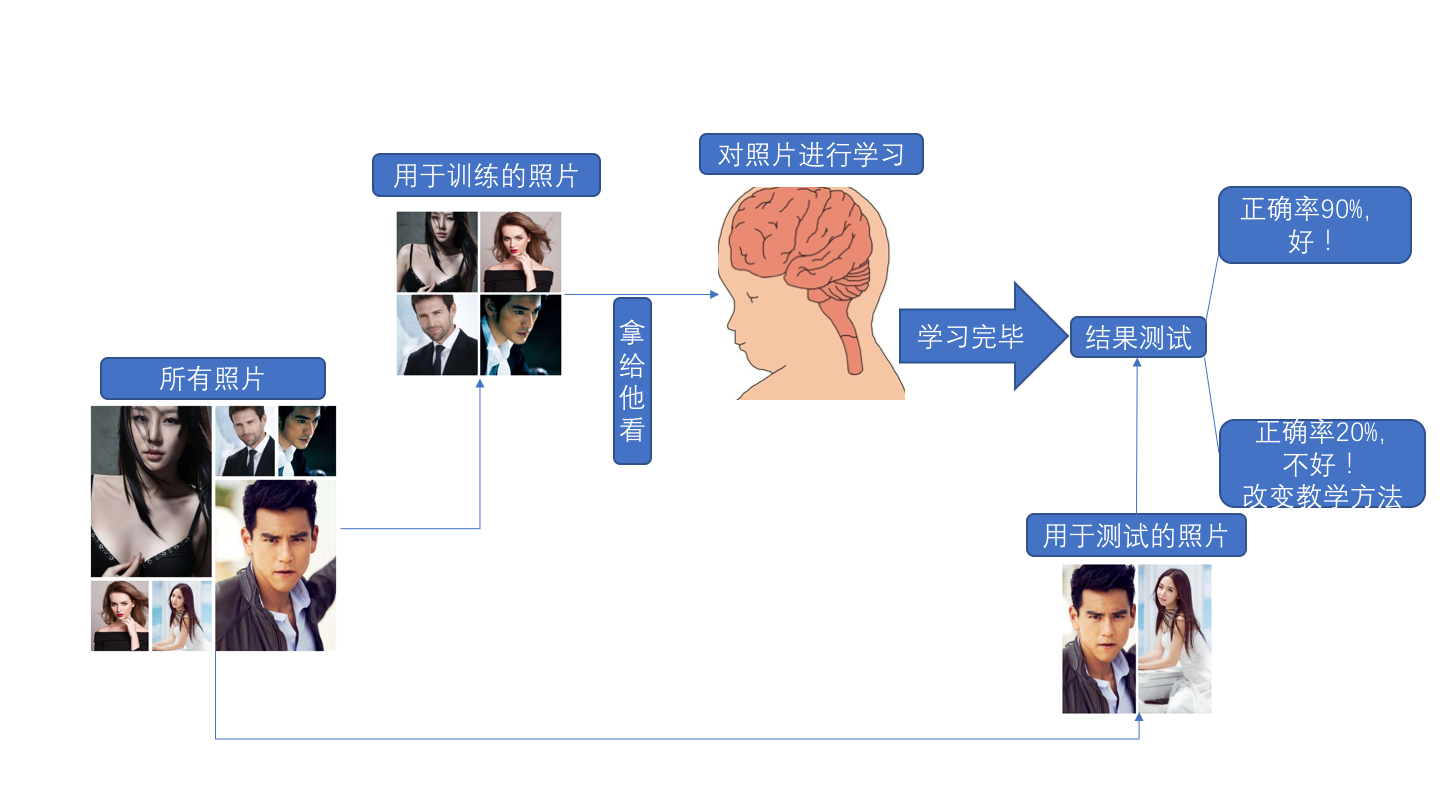 对照片进行学习
用于训练的照片
正确率90%,
好！
拿
给
他
看
学习完毕
结果测试
所有照片
正确率20%,
不好！
改变教学方法
用于测试的照片